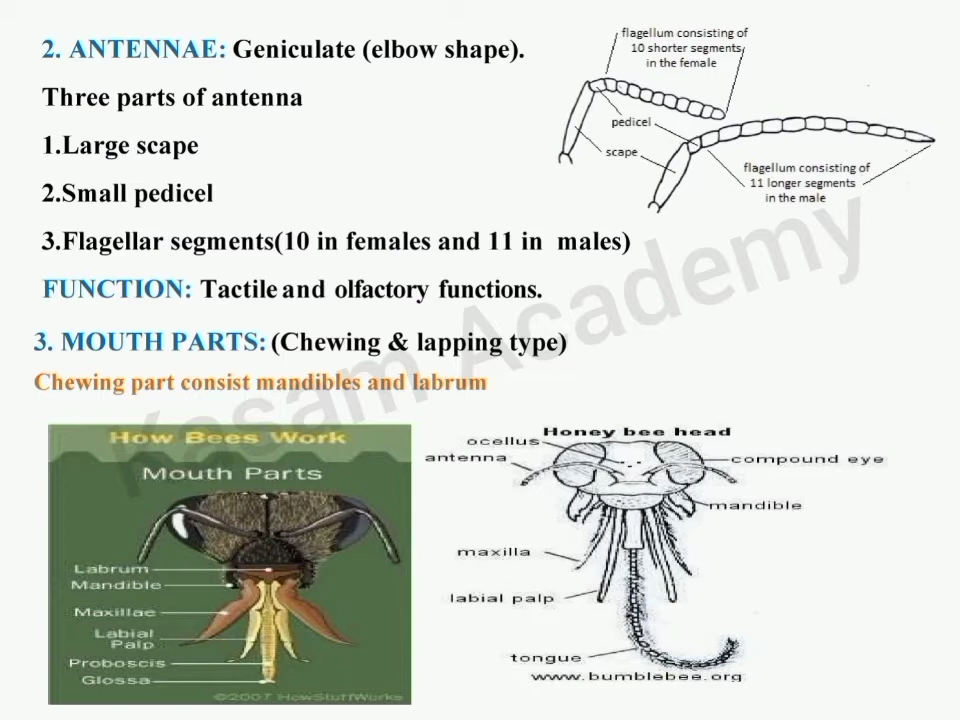 2. ANTENNAE: Geniculate (elbow shape).
Three parts of antenna
1.Large scape
2.Small pedicel
3.Flagellar segments(10 in females and 11 in males)
FUNCTION: Tactile and olfactory functions.
flagellum consisting of
10 shorter segments
in the female
pedicel
scape
flagellum consisting of
11 longer segments
in the male
3. MOUTH PARTS: (Chewing & lapping type)
Chewing part consist mandibles and labrum
Kasam Academy
How Bees Work
Mouth Parts
Labrum
Mandible
Maxillae
Labial
Palp
Proboscis
Glossa
©2007 HowStuffWorks
Honey bee head
ocellus
antenna
compound eye
mandible
maxilla
labial palp
tongue
www.bumblebee.org